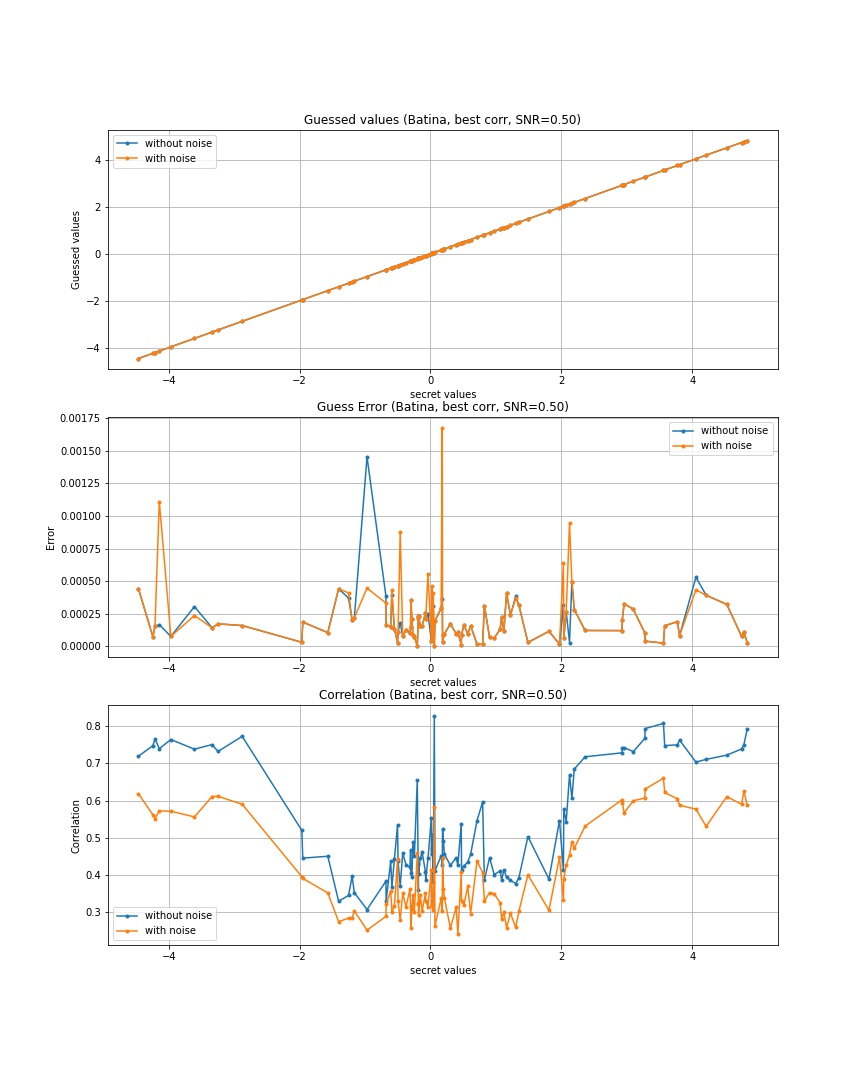 Guessed values (Batina, best corr, SNR=0.50)
without noise
with noise
4
2
0
−2
−4
Guessed values
−4 −2 0 2 4
secret values
Guess Error (Batina, best corr, SNR=0.50)
without noise
with noise
0.00175
0.00150
0.00125
0.00100
0.00075
0.00050
0.00025
0.00000
Error
−4 −2 0 2 4
secret values
Correlation (Batina, best corr, SNR=0.50)
0.8
0.7
0.6
0.5
0.4
0.3
Correlation
without noise
with noise
−4 −2 0 2 4
secret values